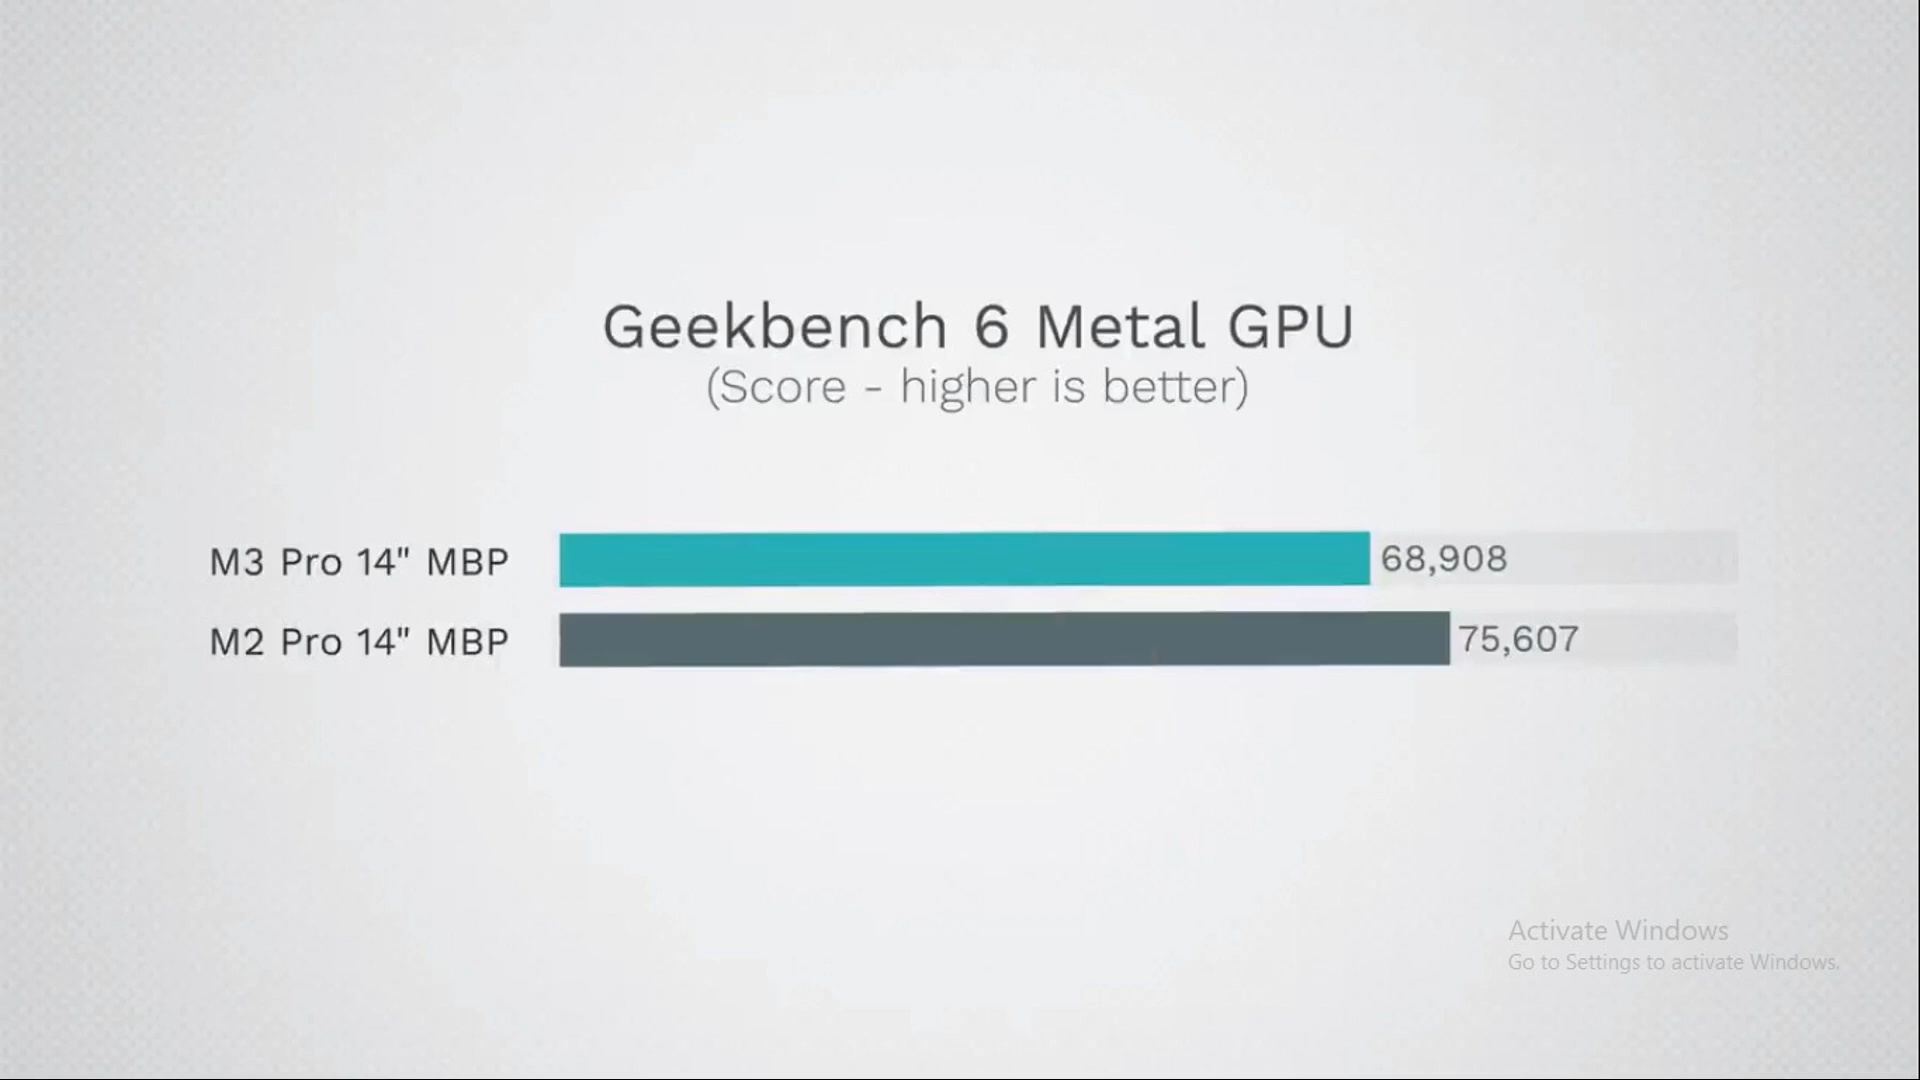 Geekbench 6 Metal GPU
(Score - higher is better)
M3 Pro 14" MBP 68,908
M2 Pro 14" MBP 75,607
Activate Windows
Go to Settings to activate Windows.